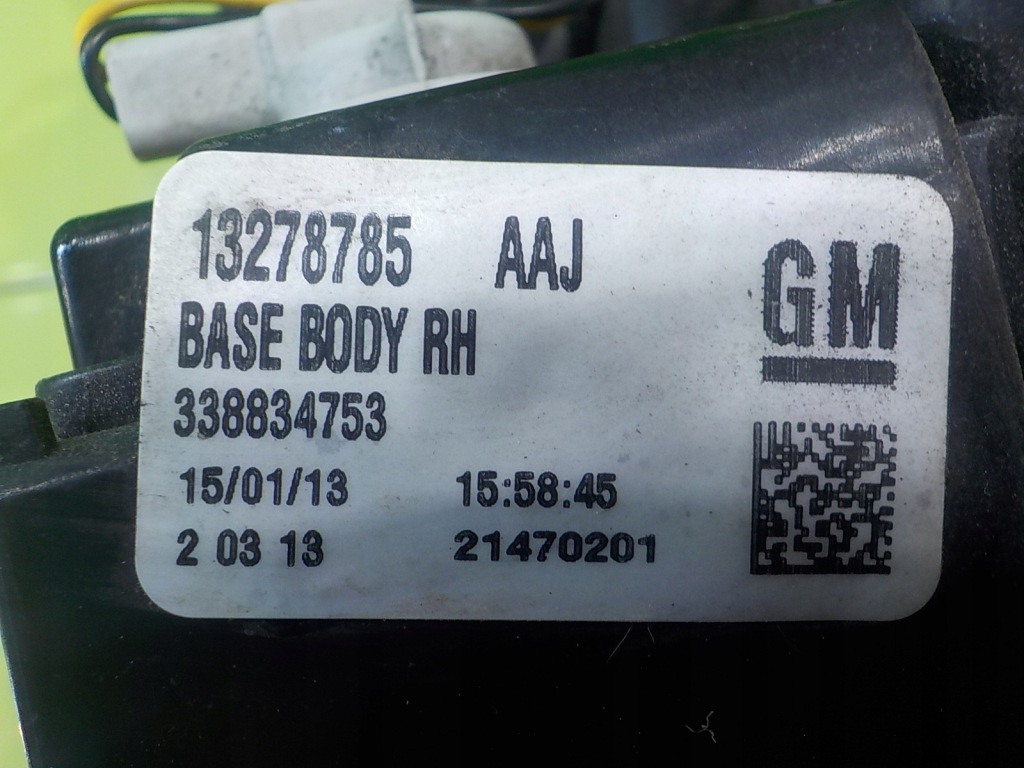 13278785 AAJ
GM
BASE BODY RH
338834753
15/01/13 15:58:45
2 03 13 21470201